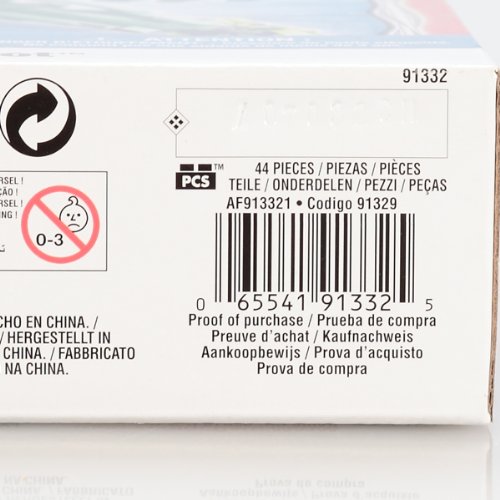 ATTENTION
91332
PCS™
44 PIECES / PIEZAS / PIÈCES
TEILE / ONDERDELEN / PEZZI / PEÇAS
AF913321 • Codigo 91329
0 65541 91332 5
Proof of purchase / Prueba de compra
Preuve d'achat / Kaufnachweis
Aankoopbewijs / Prova d'acquisto
Prova de compra
0-3
CHO EN CHINA. /
/ HERGESTELLT IN
CHINA. / FABBRICATO
NA CHINA.